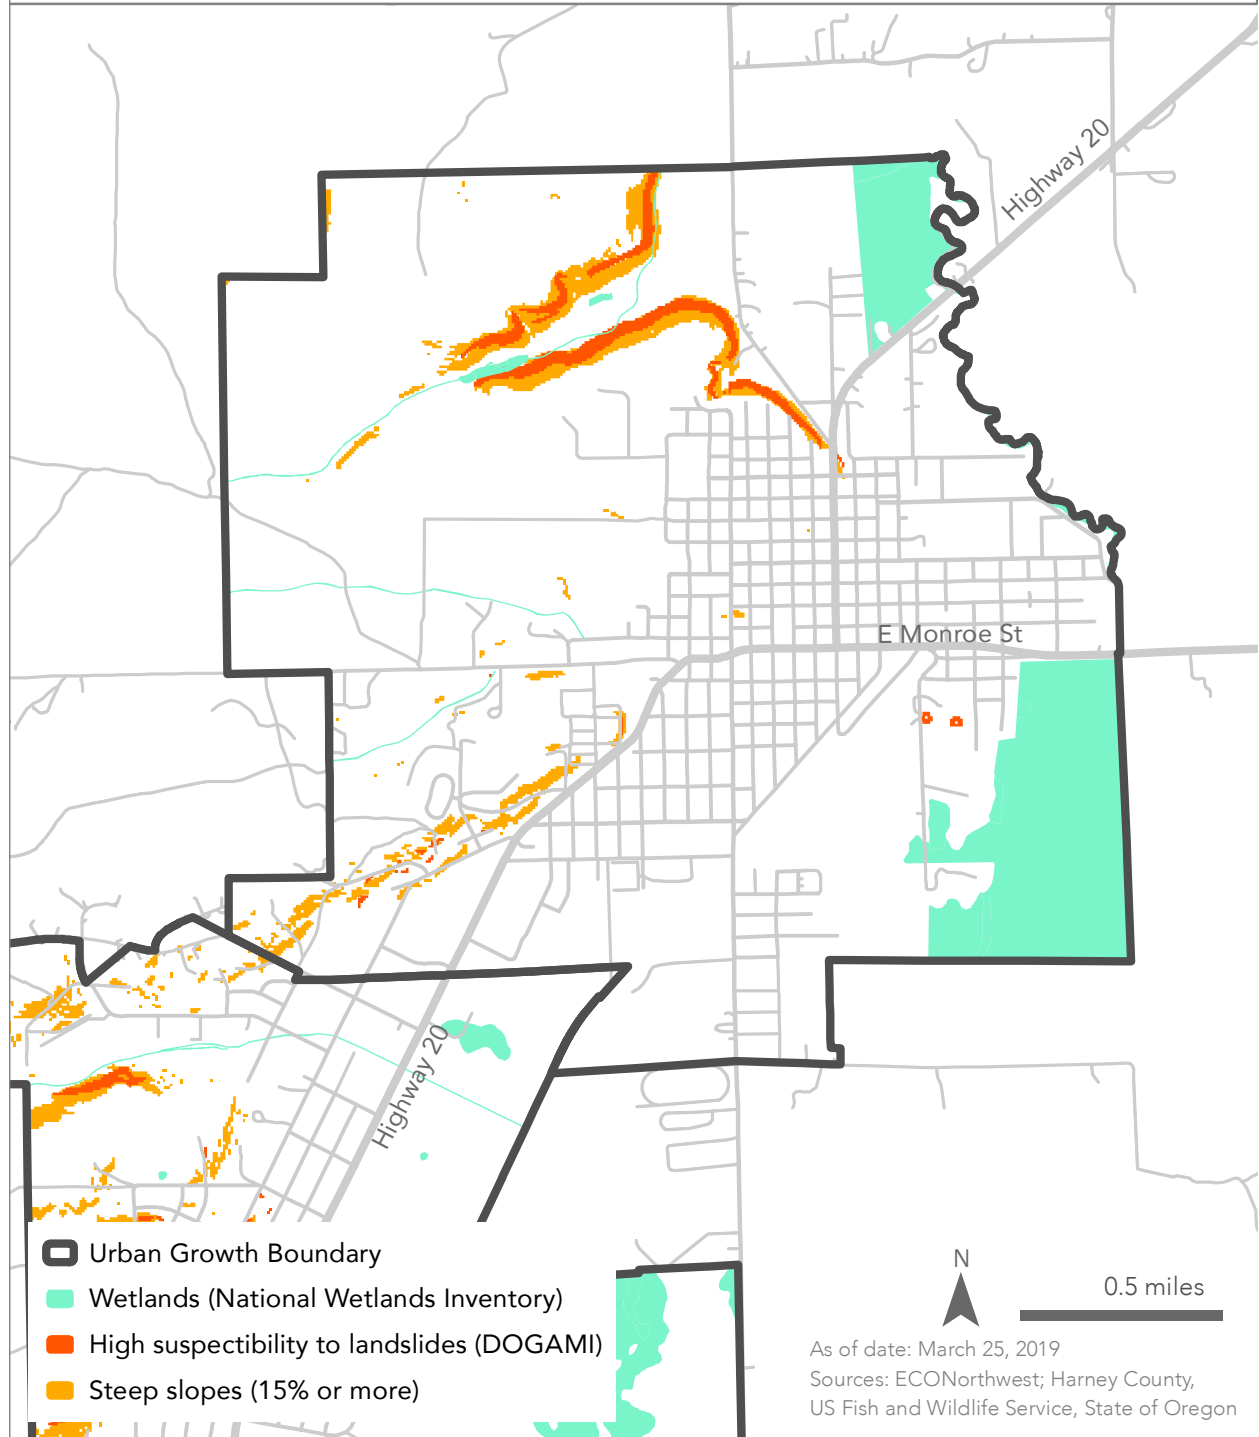 Highway 20
E Monroe St
Highway 20
Urban Growth Boundary
Wetlands (National Wetlands Inventory)
High suspectibility to landslides (DOGAMI)
Steep slopes (15% or more)
N
0.5 miles
As of date: March 25, 2019
Sources: ECONorthwest; Harney County,
US Fish and Wildlife Service, State of Oregon